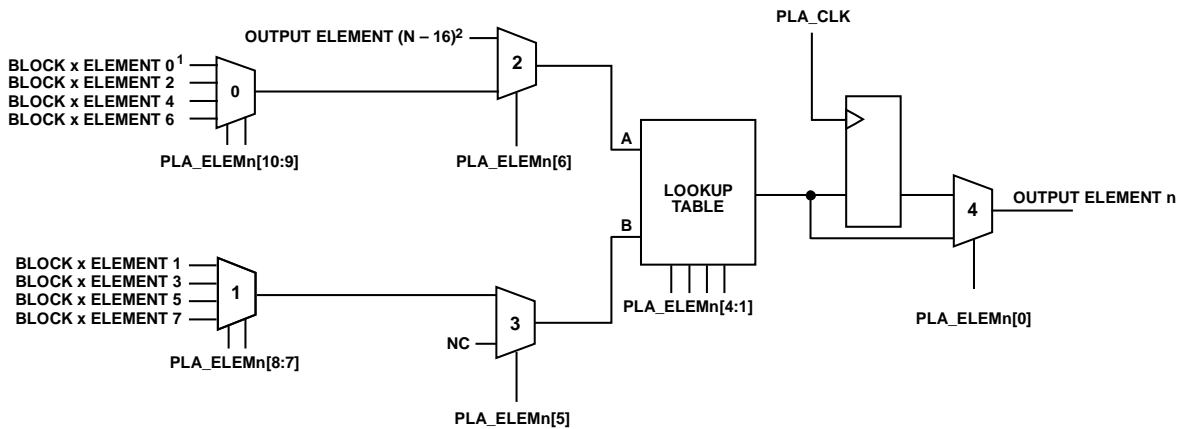 PLA_CLK
OUTPUT ELEMENT (N – 16)2
BLOCK x ELEMENT 01
BLOCK x ELEMENT 2
BLOCK x ELEMENT 4
BLOCK x ELEMENT 6
0
2
PLA_ELEMn[10:9]
PLA_ELEMn[6]
A
LOOKUP
TABLE
B
4
OUTPUT ELEMENT n
BLOCK x ELEMENT 1
BLOCK x ELEMENT 3
BLOCK x ELEMENT 5
BLOCK x ELEMENT 7
1
3
NC
PLA_ELEMn[4:1]
PLA_ELEMn[0]
PLA_ELEMn[8:7]
PLA_ELEMn[5]